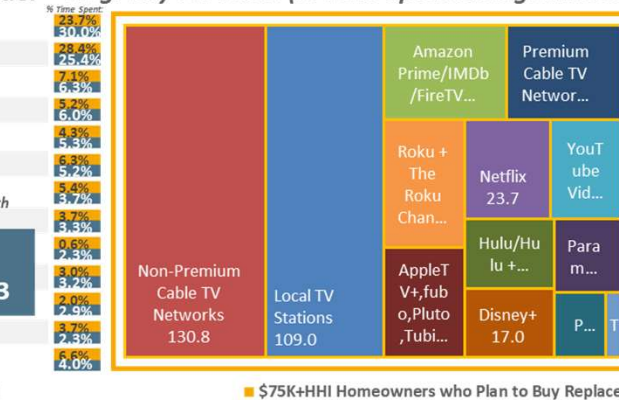 % Time Spent:
23.7%
30.0%
28.4%
25.4%
7.1%
6.3%
5.2%
6.0%
4.3%
5.3%
6.3%
5.2%
5.4%
3.7%
3.7%
3.3%
0.6%
2.3%
3.0%
3.2%
2.0%
2.9%
3.7%
2.3%
6.6%
4.0%
3
Non-Premium
Cable TV
Networks
130.8
Local TV
Stations
109.0
Amazon
Prime/IMDb
/FireTV...
Premium
Cable TV
Networ...
Roku +
The
Roku
Chan...
Netflix
23.7
YouT
ube
Vid...
AppleT
V+,fub
o,Pluto
,Tubi...
Hulu/Hu
lu +...
Para
m...
Disney+
17.0
P...
T
$75K+HHI Homeowners who Plan to Buy Replace